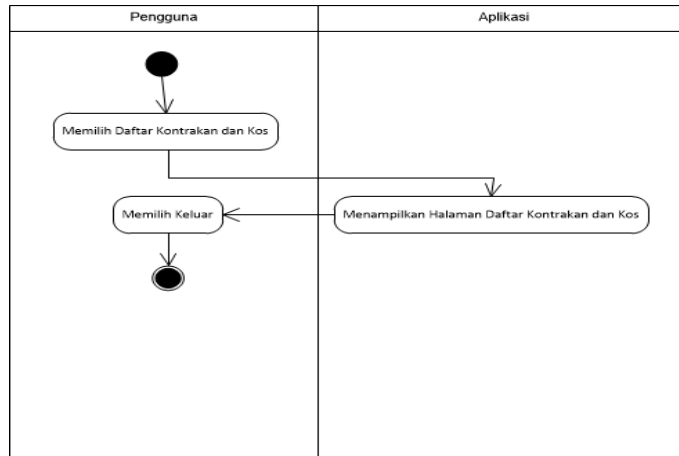 Pengguna
Aplikasi
Memilih Daftar Kontrakan dan Kos
Memilih Keluar
Menampilkan Halaman Daftar Kontrakan dan Kos